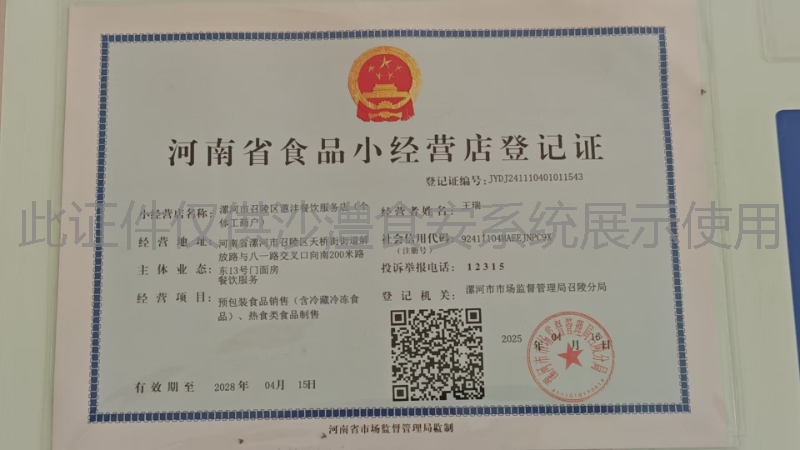 河南省食品小经营店登记证
登记证编号:JYDJ241110401011543
小经营店名称:
漯河市召陵区惠沣餐饮服务店(个
体工商户)
经营地址:
河南省漯河市召陵区天桥街街道解
放路与八一路交叉口向南200米路
东13号门面房
主体业态:
餐饮服务
经营项目:
预包装食品销售(含冷藏冷冻食
品)、热食类食品制售
经营者姓名:
王瑞
社会信用代码:
(注册号)
92411104MAEEJNPC9X
投诉举报电话:12315
登记机关:
漯河市市场监督管理局召陵分局
2025年04月16日
有效期至 2028年 04月 15日
河南省市场监督管理局监制
此证件仅供沙澧食安系统展示使用